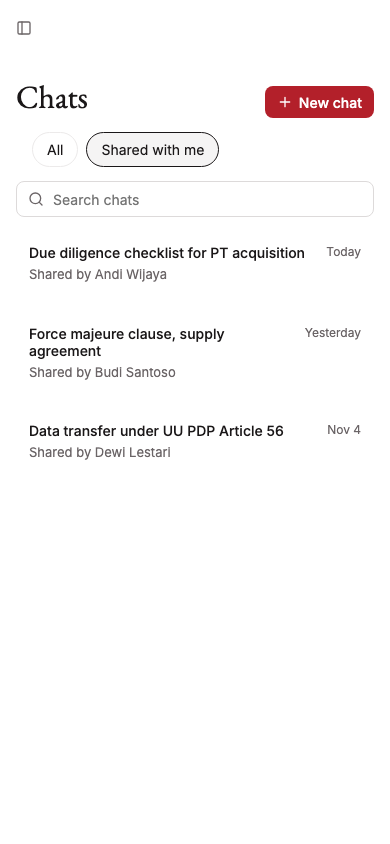 Chats
New chat
All
Shared with me
Search chats
Due diligence checklist for PT acquisition
Today
Shared by Andi Wijaya
Force majeure clause, supply
agreement
Yesterday
Shared by Budi Santoso
Data transfer under UU PDP Article 56
Nov 4
Shared by Dewi Lestari